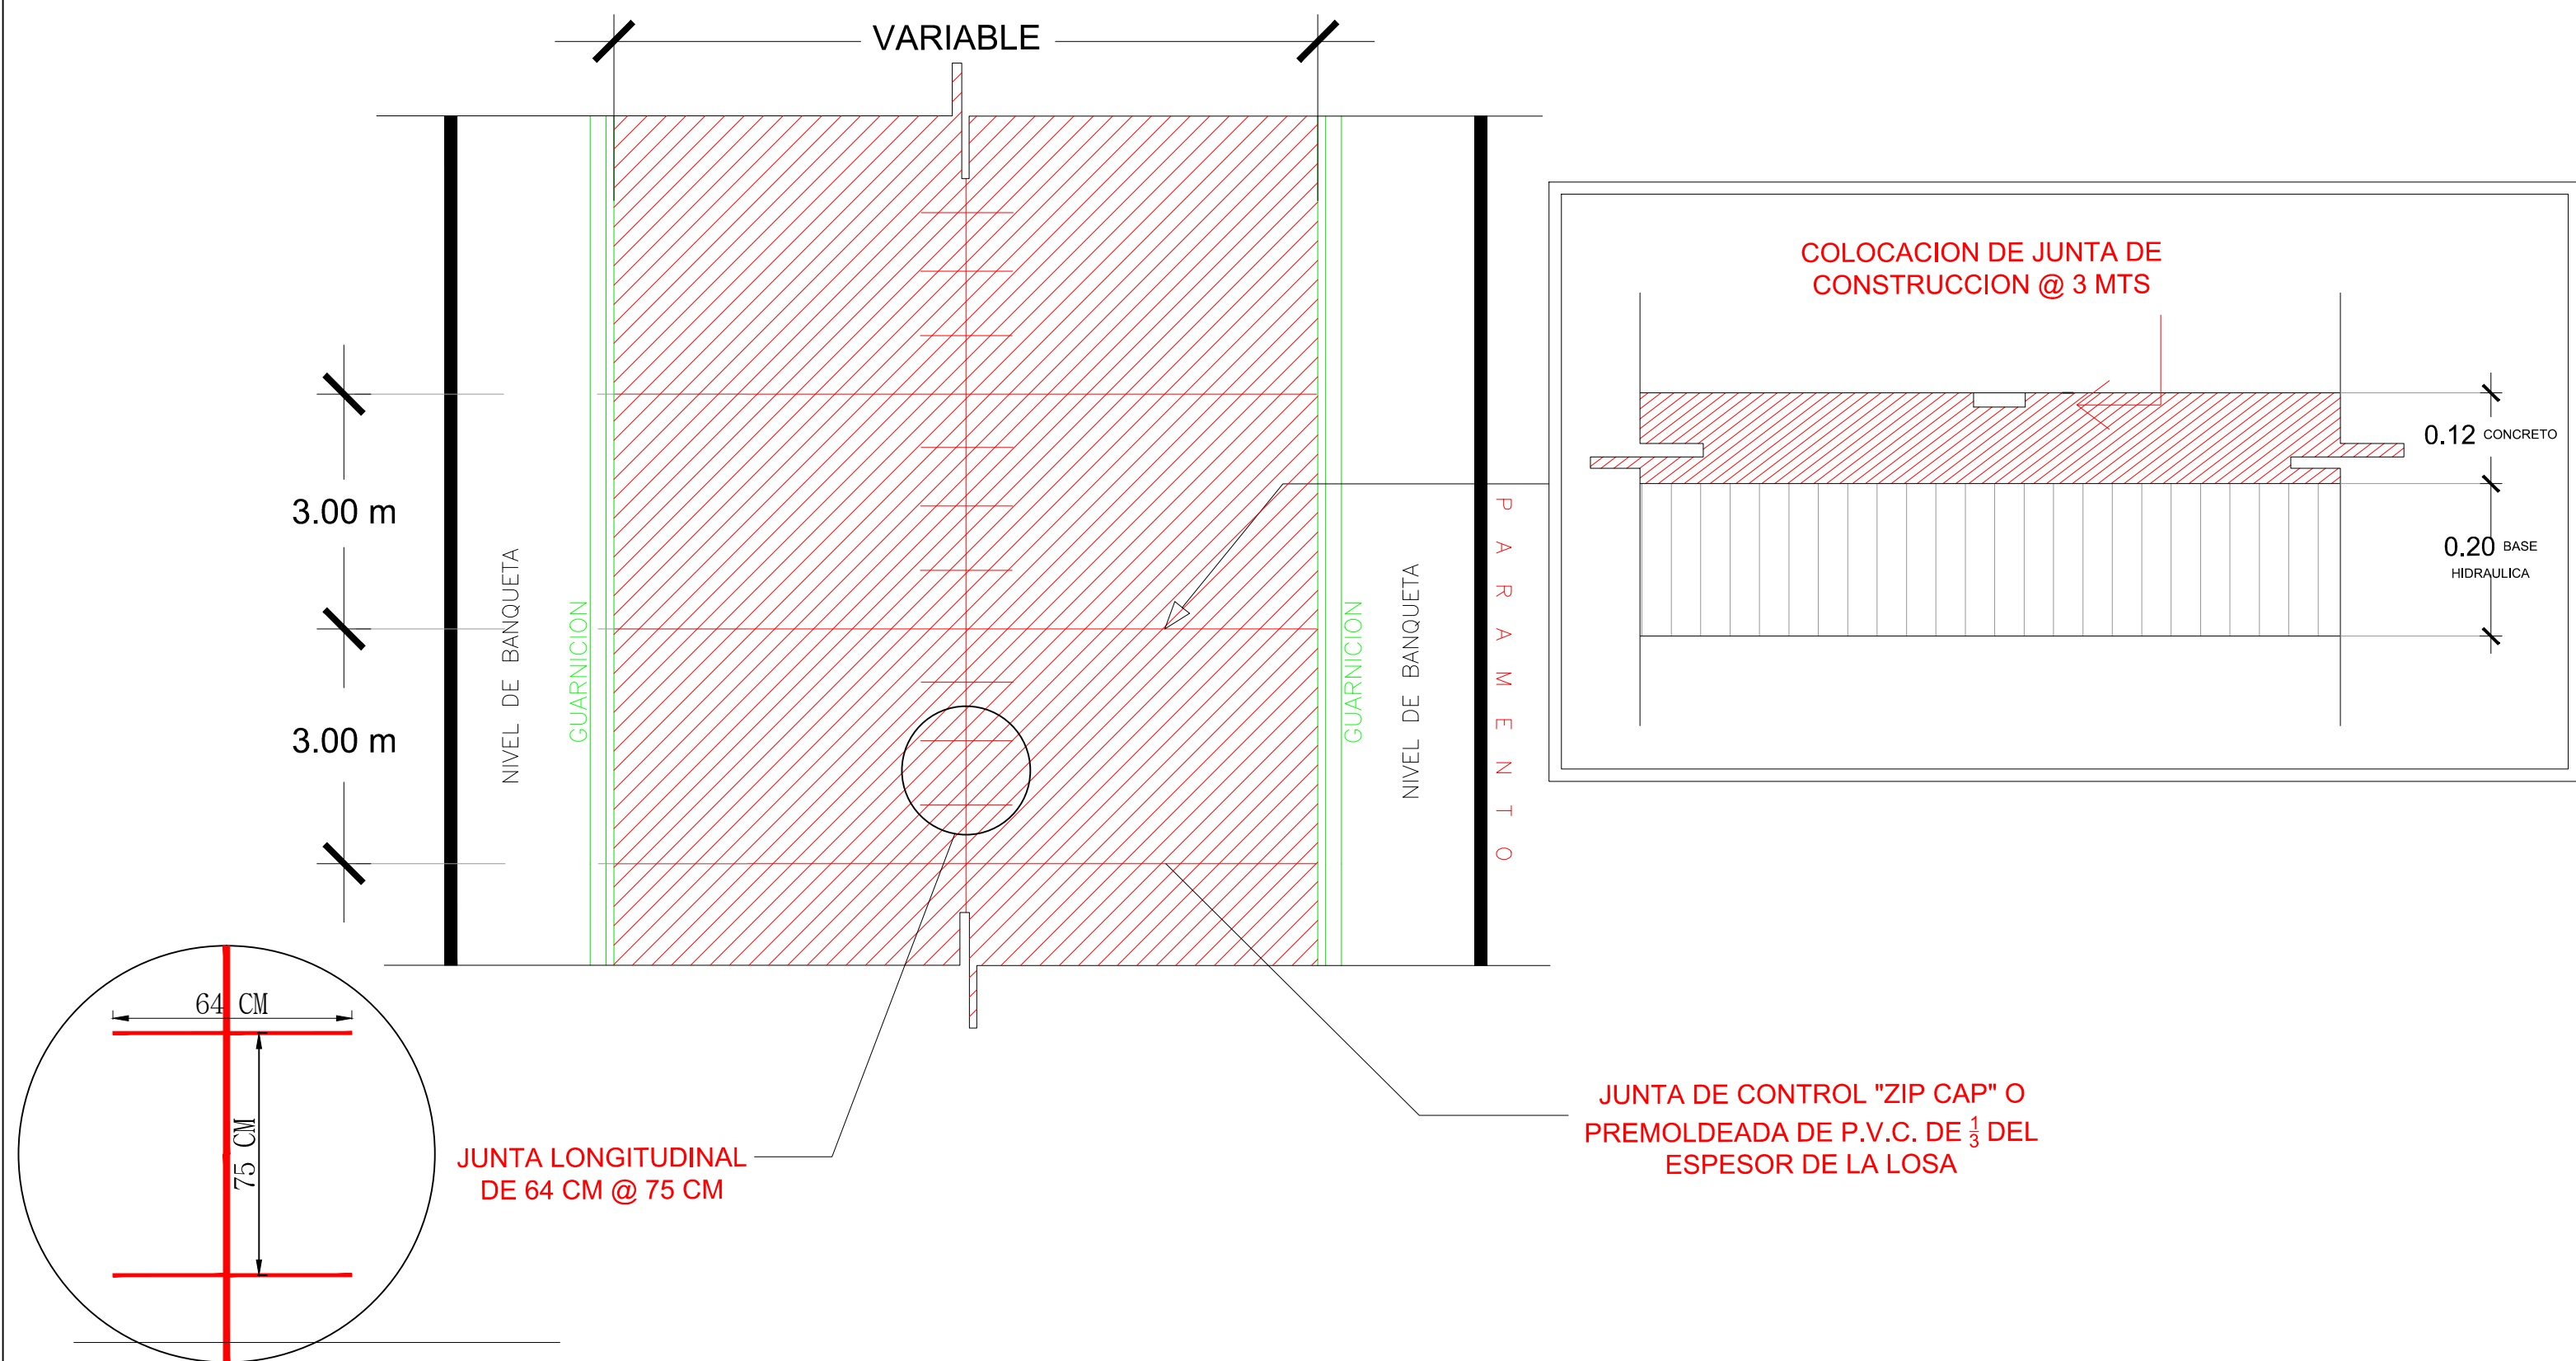 VARIABLE
COLOCACION DE JUNTA DE
CONSTRUCCION @ 3 MTS
0.12 CONCRETO
0.20 BASE
HIDRAULICA
3.00 m
3.00 m
NIVEL DE BANQUETA
GUARNICION
GUARNICION
NIVEL DE BANQUETA
PARAMENTO
64 CM
75 CM
JUNTA LONGITUDINAL
DE 64 CM @ 75 CM
JUNTA DE CONTROL "ZIP CAP" O
PREMOLDEADA DE P.V.C. DE 1/3 DEL
ESPESOR DE LA LOSA